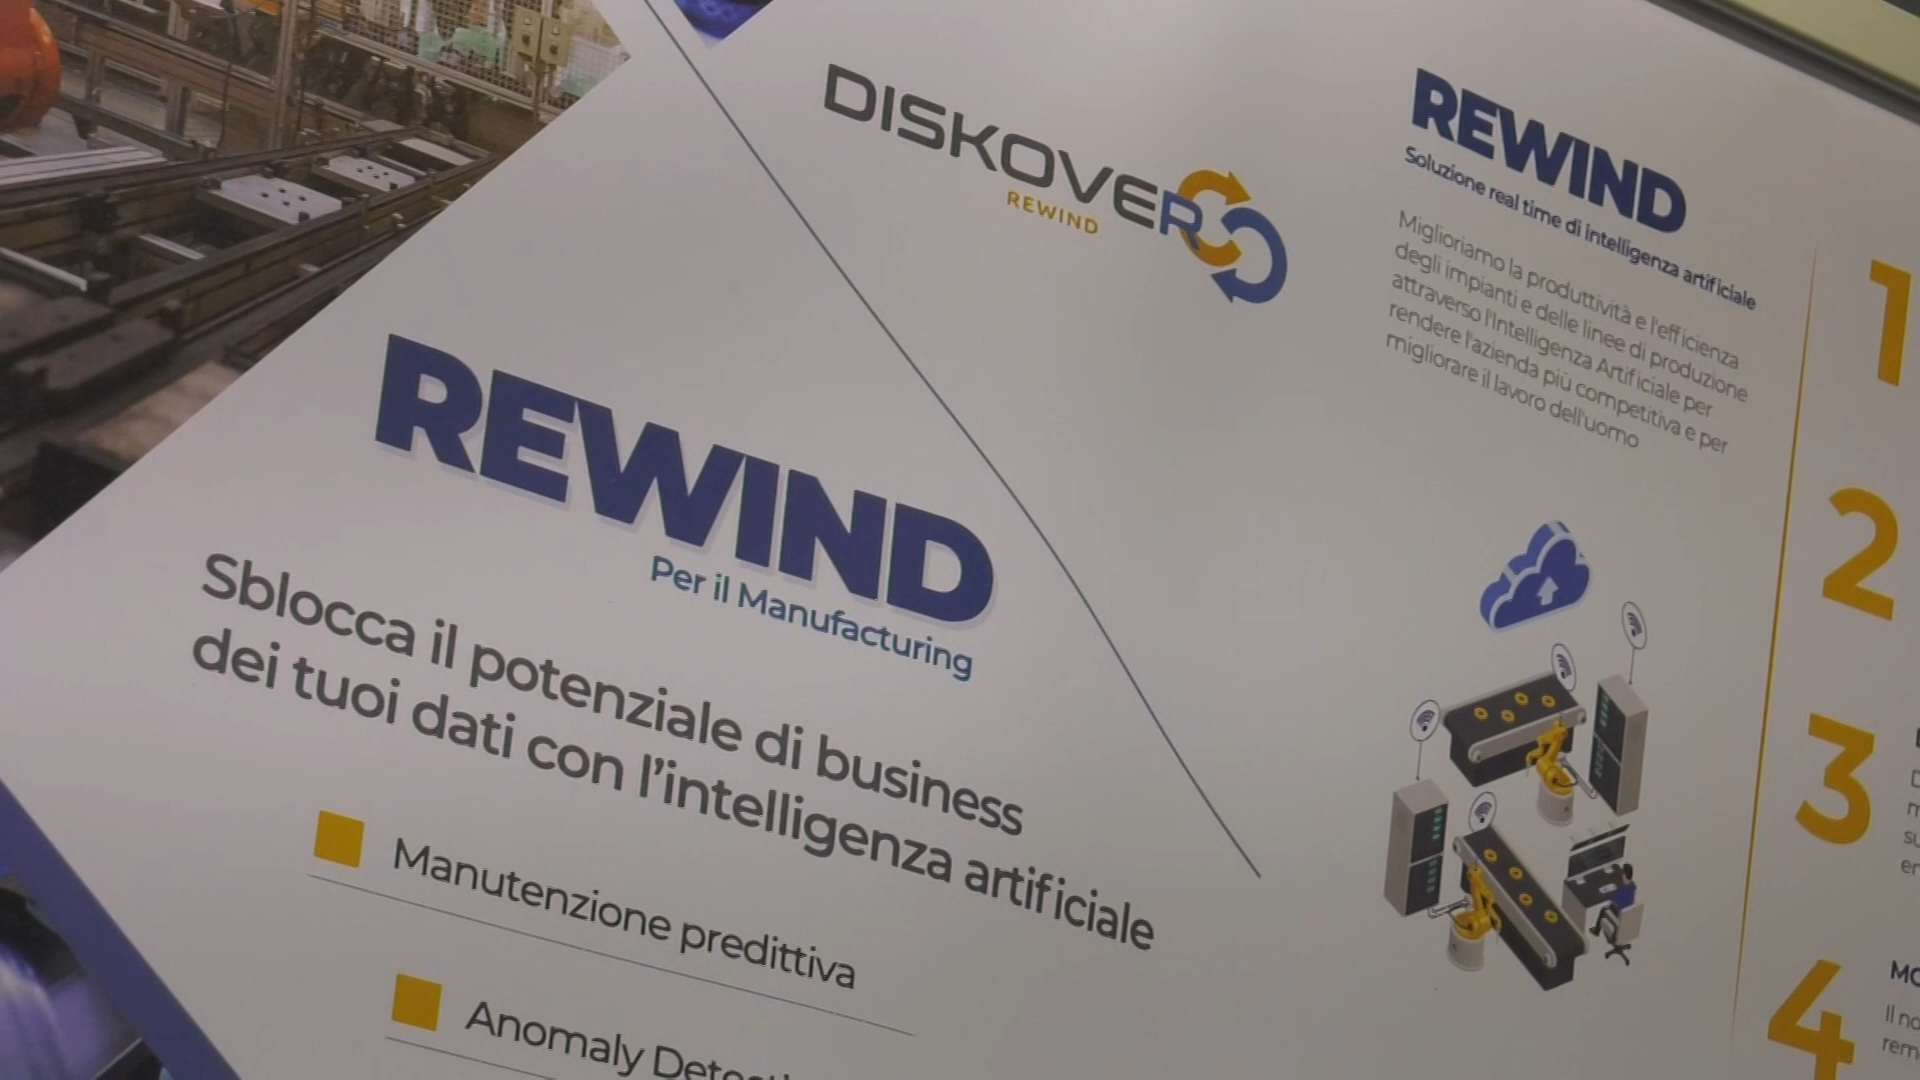 DISKOVER
REWIND
REWIND
Per il Manufacturing
Sblocca il potenziale di business
dei tuoi dati con l'intelligenza artificiale
Manutenzione predittiva
Anomaly
REWIND
Soluzione real time di intelligenza artificiale
Miglioriamo la produttività e l'efficienza
degli impianti e delle linee di produzione
attraverso l'Intelligenza Artificiale per
rendere l'azienda più competitiva e per
migliorare il lavoro dell'uomo
1
2
3
4